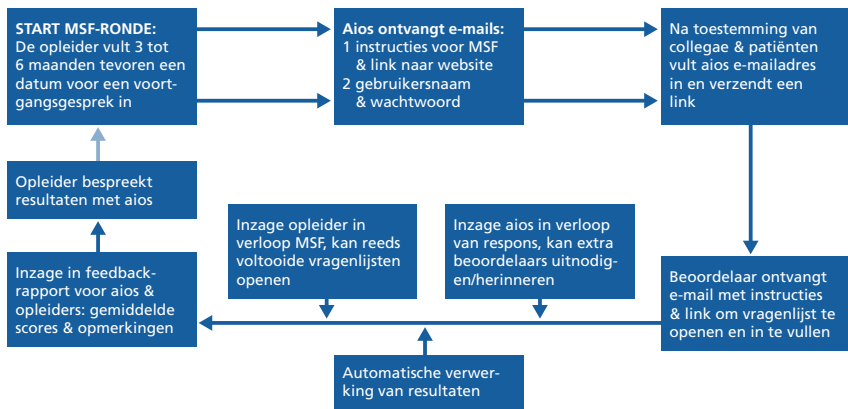 START MSF-RONDE:
De opleider vult 3 tot
6 maanden tevoren een
datum voor een voort-
gangsgesprek in
Aios ontvangt e-mails:
1 instructies voor MSF
& link naar website
2 gebruikersnaam
& wachtwoord
Na toestemming van
collegae & patiënten
vult aios e-mailadres
in en verzendt een
link
Opleider bespreekt
resultaten met aios
Inzage opleider in
verloop MSF, kan reeds
voltooide vragenlijsten
openen
Inzage aios in verloop
van respons, kan extra
beoordelaars uitnodig-
en/herinneren
Inzage in feedback-
rapport voor aios &
opleiders: gemiddelde
scores & opmerkingen
Beoordelaar ontvangt
e-mail met instructies
& link om vragenlijst te
openen en in te vullen
Automatische verwer-
king van resultaten